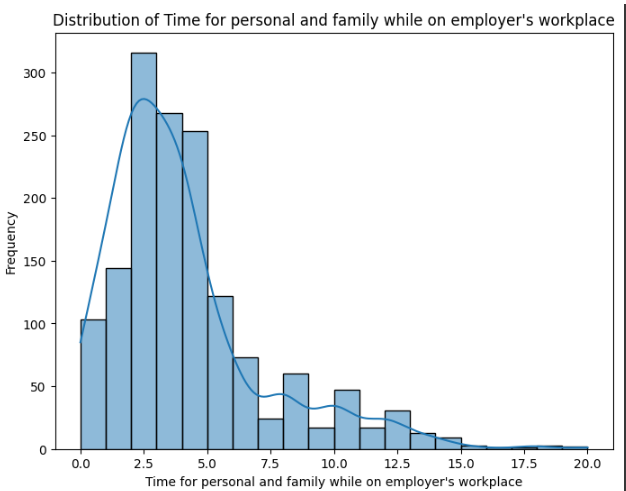 Distribution of Time for personal and family while on employer's workplace
300
250
200
150
100
50
0
Frequency
0.0 2.5 5.0 7.5 10.0 12.5 15.0 17.5 20.0
Time for personal and family while on employer's workplace